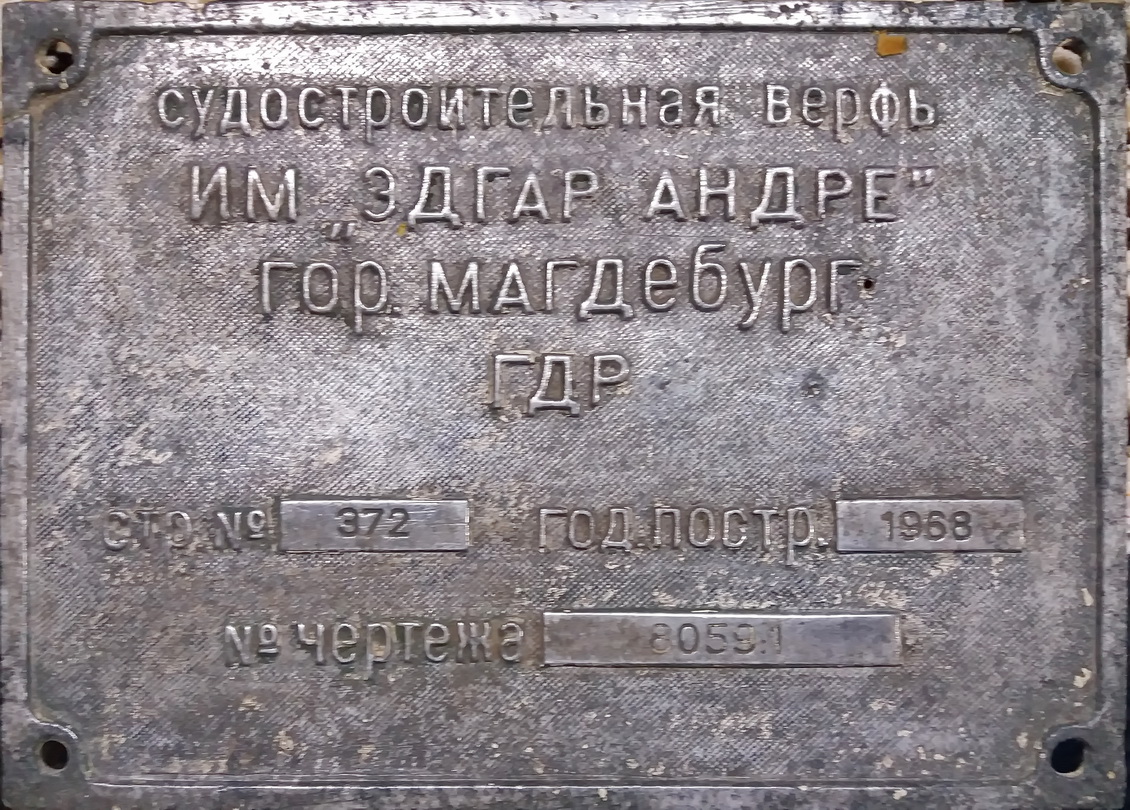 судостроительная верфь
ИМ „ЭДГАР АНДРЕ"
гор. МАГДебург
ГДР
стр. № 372 год. постр. 1968
№ чертежа 8059.1